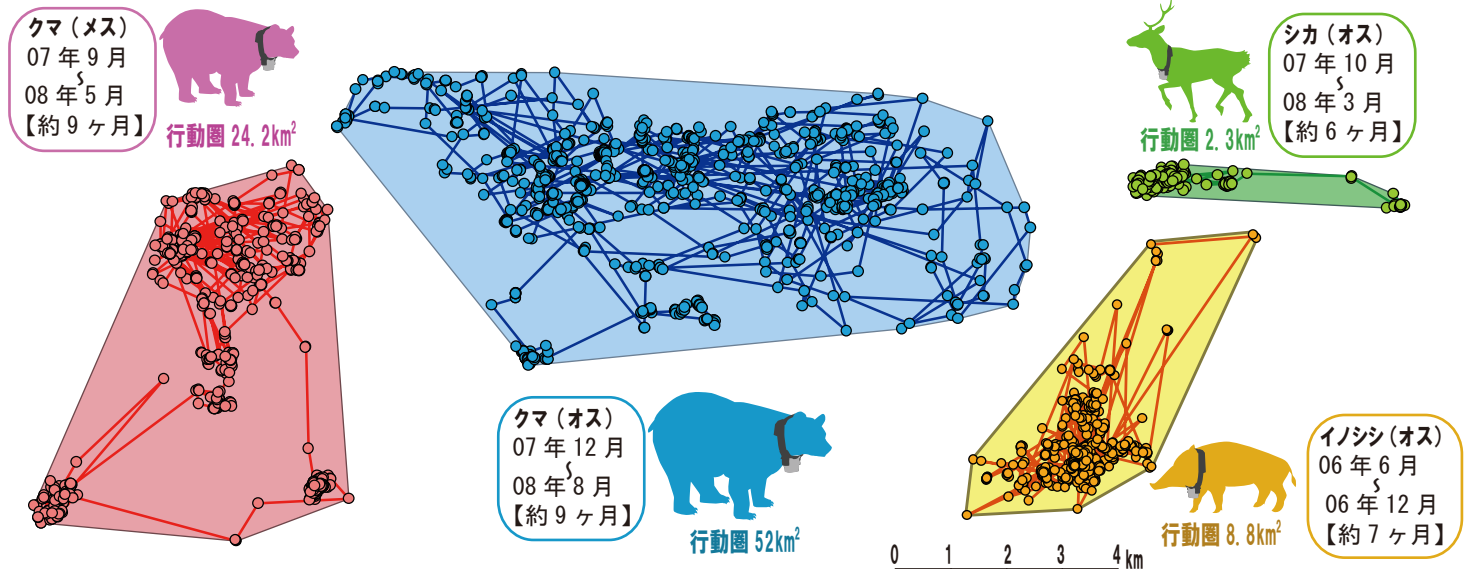 クマ（メス）
07 年 9 月
～
08 年 5 月
【約 9 ヶ月】
行動圏 24.2km²
シカ（オス）
07 年 10 月
～
08 年 3 月
【約 6 ヶ月】
行動圏 2.3km²
クマ（オス）
07 年 12 月
～
08 年 8 月
【約 9 ヶ月】
行動圏 52km²
イノシシ（オス）
06 年 6 月
～
06 年 12 月
【約 7 ヶ月】
行動圏 8.8km²
0 1 2 3 4 km